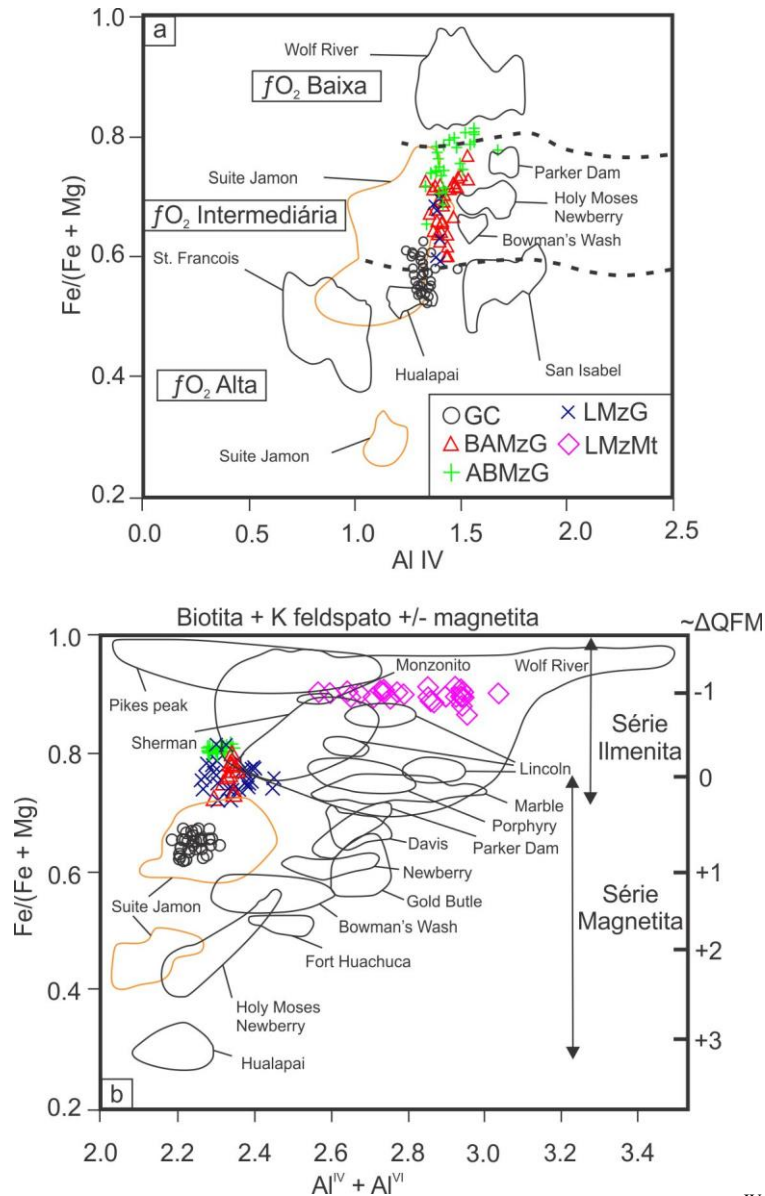 a
1.0
0.8
0.6
0.4
0.2
Fe/(Fe + Mg)
Wolf River
ƒO2 Baixa
Suite Jamon
Parker Dam
ƒO2 Intermediária
Holy Moses
Newberry
Bowman's Wash
St. Francois
Hualapai
San Isabel
ƒO2 Alta
Suite Jamon
GC
LMzG
BAMzG
LMzMt
ABMzG
0.0 0.5 1.0 1.5 2.0 2.5
Al IV
Biotita + K feldspato +/- magnetita
~ΔQFM
1.0
0.8
0.6
0.4
0.2
Fe/(Fe + Mg)
Monzonito
Wolf River
Pikes peak
-1
Série
Ilmenita
Sherman
Lincoln
0
Marble
Porphyry
Parker Dam
Davis
Newberry
Gold Butle
+1
Série
Magnetita
Suite Jamon
Bowman's Wash
Fort Huachuca
+2
Holy Moses
Newberry
+3
Hualapai
b
2.0 2.2 2.4 2.6 2.8 3.0 3.2 3.4
Al^IV + Al^VI
IV